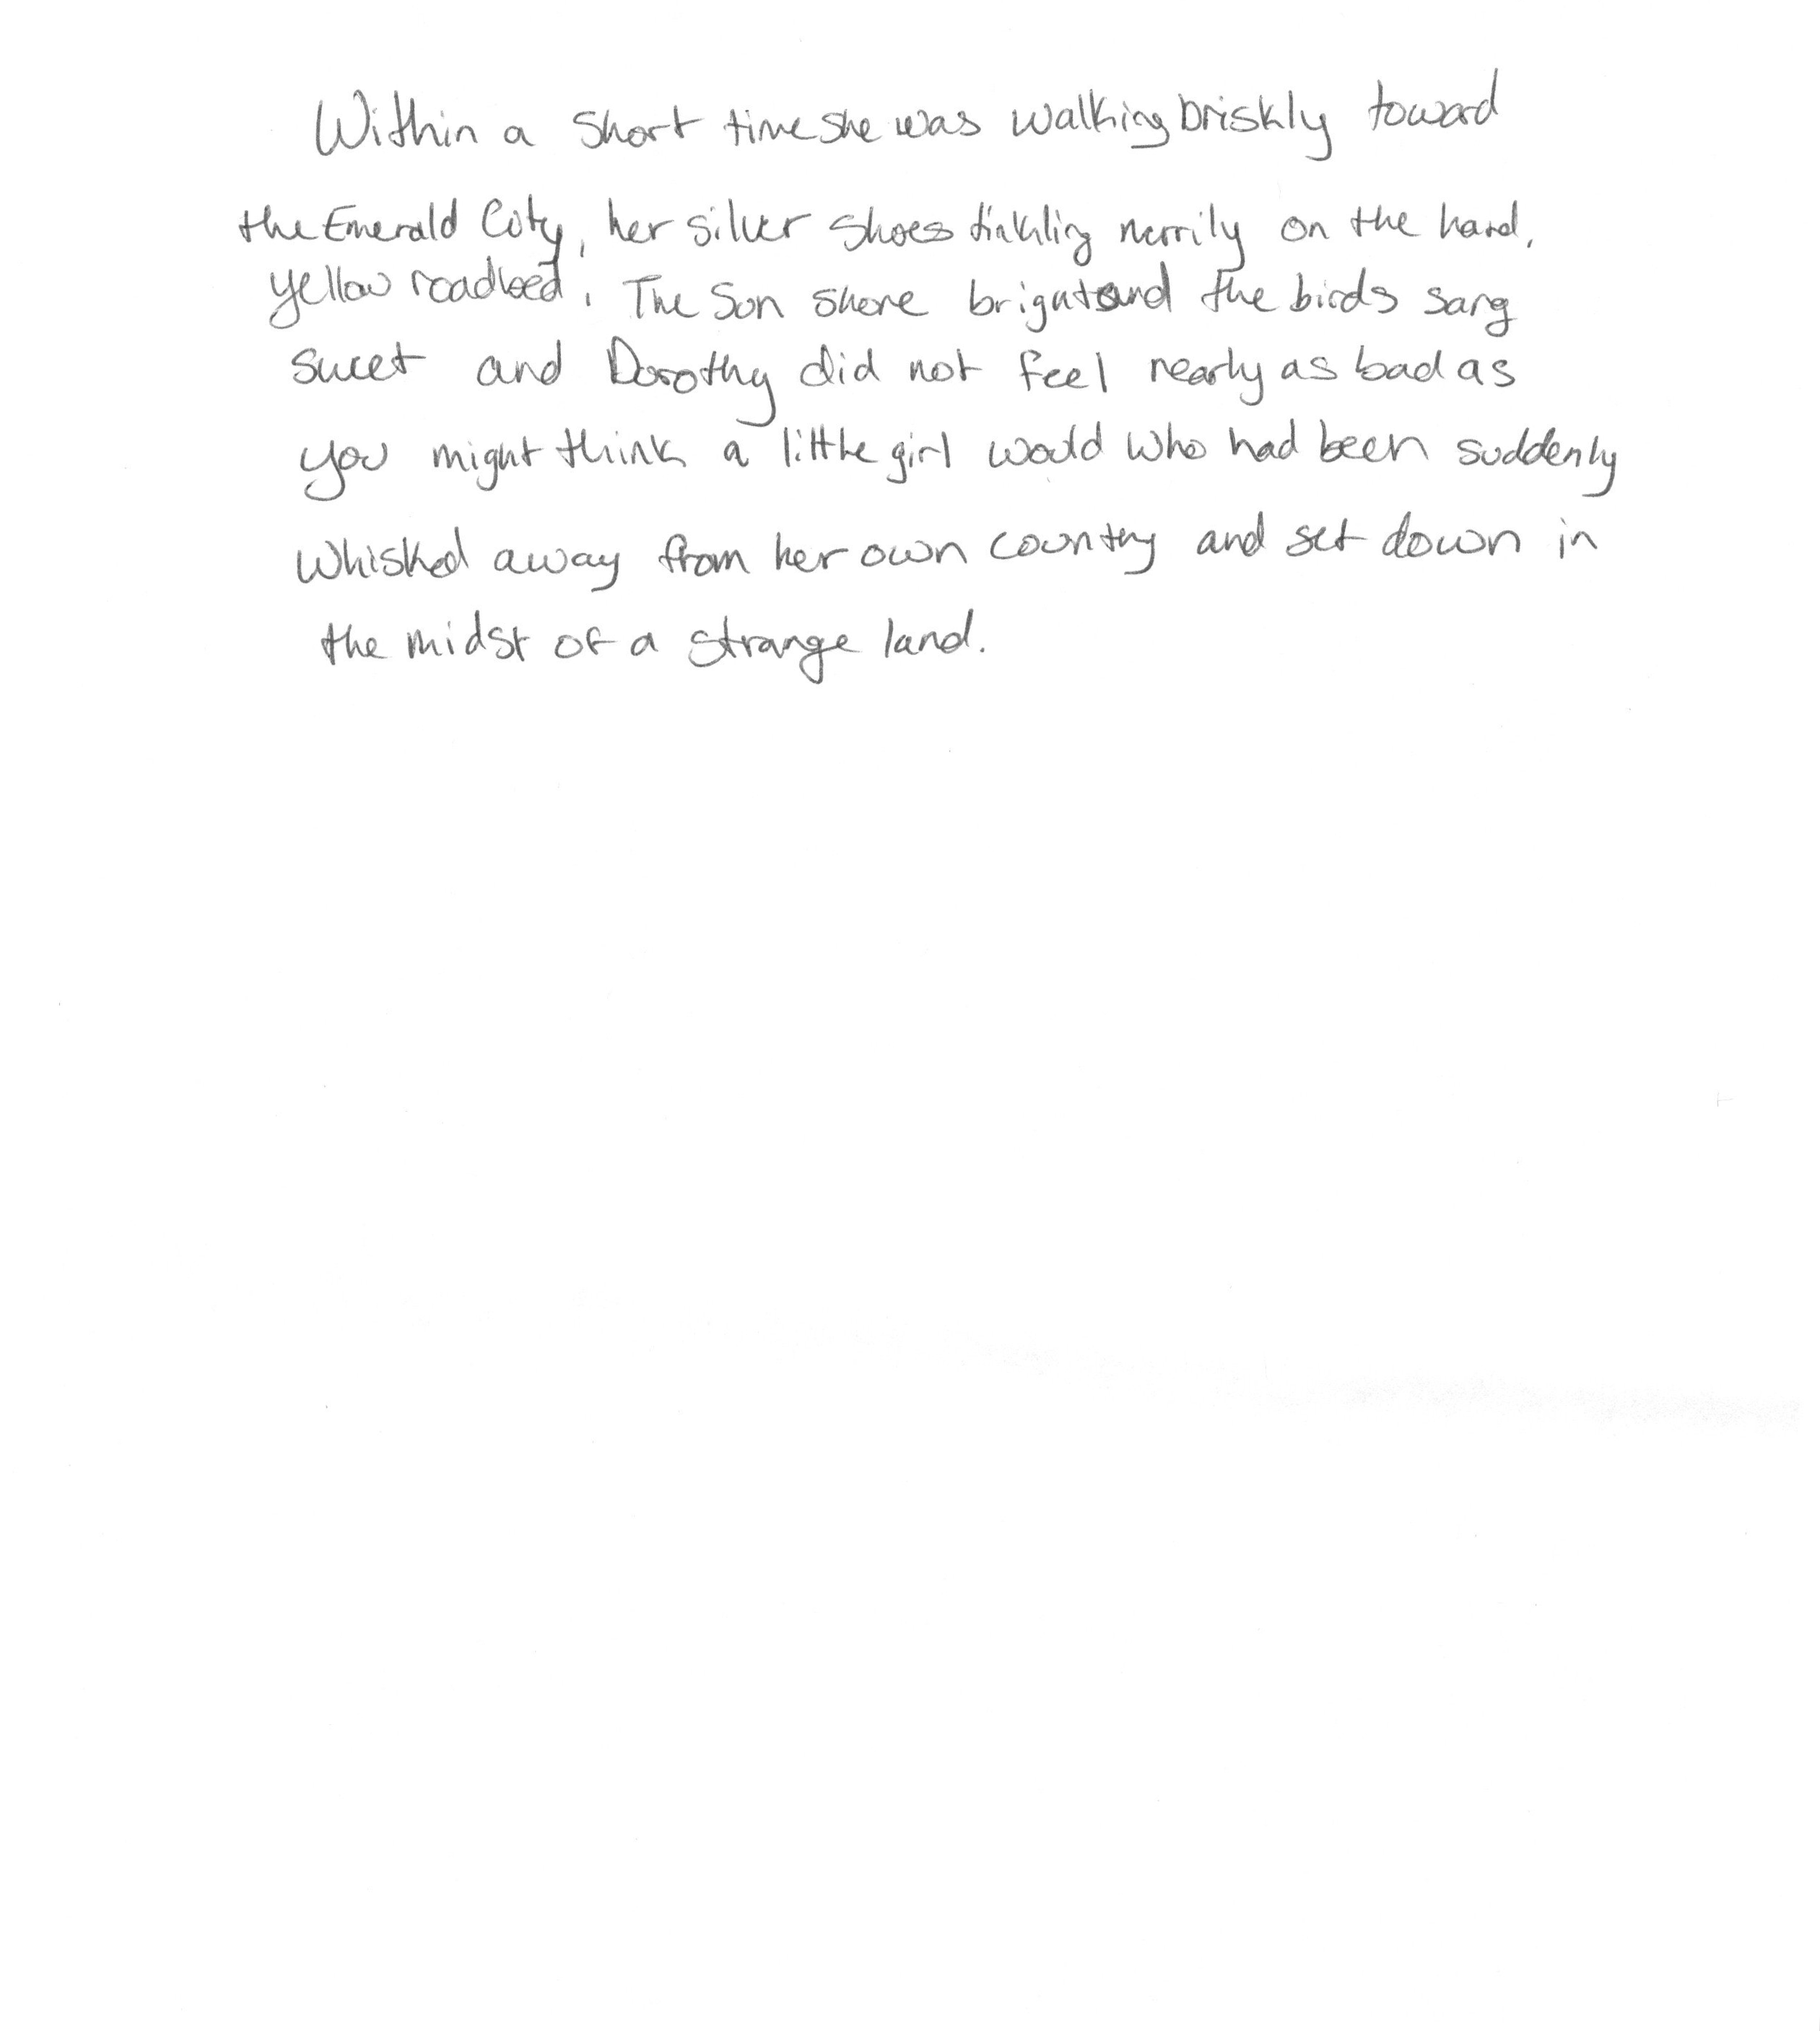 Within a short time she was walking briskly toward
the Emerald City, her silver shoes tinkling merrily on the hard,
yellow roadbed. The sun shone bright and the birds sang
sweet and Dorothy did not feel nearly as bad as
you might think a little girl would who had been suddenly
whisked away from her own country and set down in
the midst of a strange land.